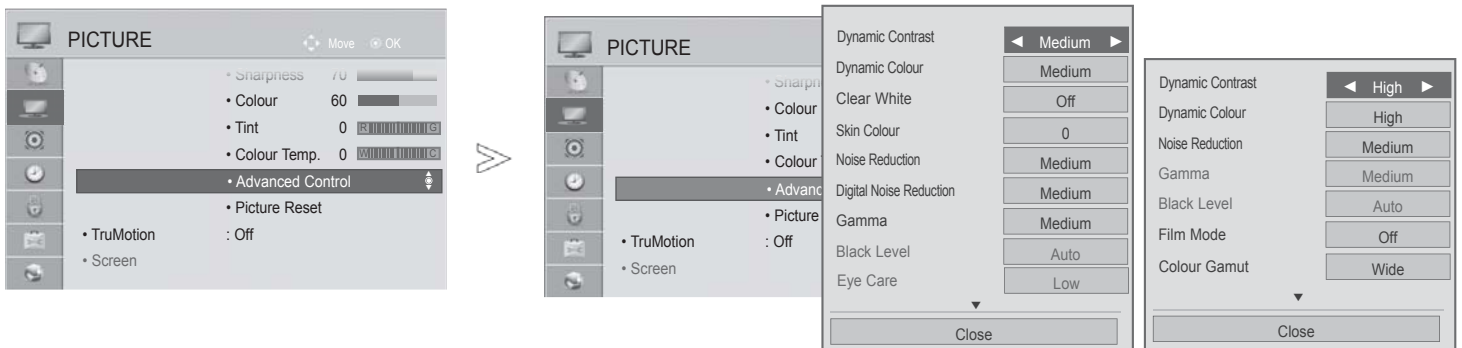 PICTURE
Move OK
• Sharpness 70
• Colour 60
• Tint 0 R G
• Colour Temp. 0 W C
• Advanced Control
• Picture Reset
• TruMotion : Off
• Screen
PICTURE
• Sharpn
• Colour
• Tint
• Colour
• Advanc
• Picture
• TruMotion : Off
• Screen
Dynamic Contrast ◄ Medium ►
Dynamic Colour Medium
Clear White Off
Skin Colour 0
Noise Reduction Medium
Digital Noise Reduction Medium
Gamma Medium
Black Level Auto
Eye Care Low
▼
Close
Dynamic Contrast ◄ High ►
Dynamic Colour High
Noise Reduction Medium
Gamma Medium
Black Level Auto
Film Mode Off
Colour Gamut Wide
▼
Close